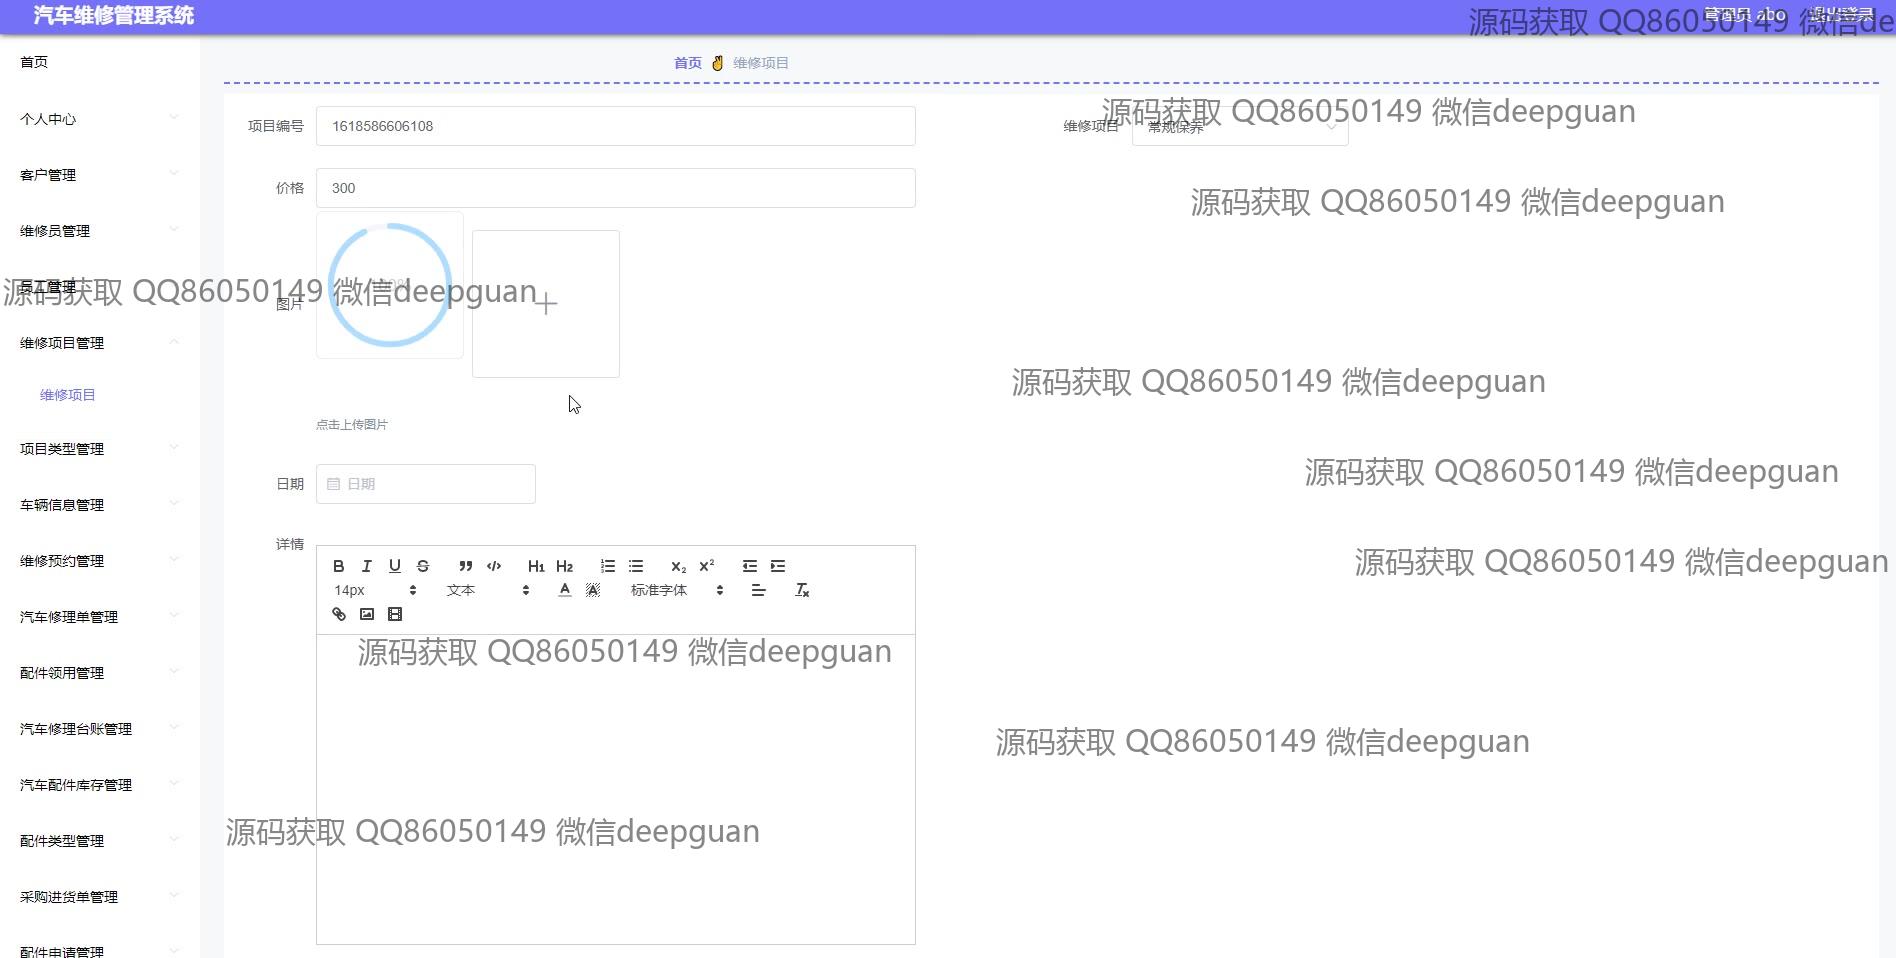 汽车维修管理系统
管理员 abo 退出登录
源码获取 QQ86050149 微信de
首页
首页 维修项目
个人中心
项目编号 1618586606108
维修项目 常规保养
源码获取 QQ86050149 微信deepguan
客户管理
价格 300
源码获取 QQ86050149 微信deepguan
维修员管理
员工管理
源码获取 QQ86050149 微信deepguan
图片
100%
维修项目管理
源码获取 QQ86050149 微信deepguan
维修项目
点击上传图片
项目类型管理
源码获取 QQ86050149 微信deepguan
日期 日期
车辆信息管理
详情
维修预约管理
源码获取 QQ86050149 微信deepguan
B I U S H1 H2 x₂ x²
14px 文本 A A 标准字体 Tx
汽车修理单管理
源码获取 QQ86050149 微信deepguan
配件领用管理
汽车修理台账管理
源码获取 QQ86050149 微信deepguan
汽车配件库存管理
源码获取 QQ86050149 微信deepguan
配件类型管理
采购进货单管理
配件申请管理